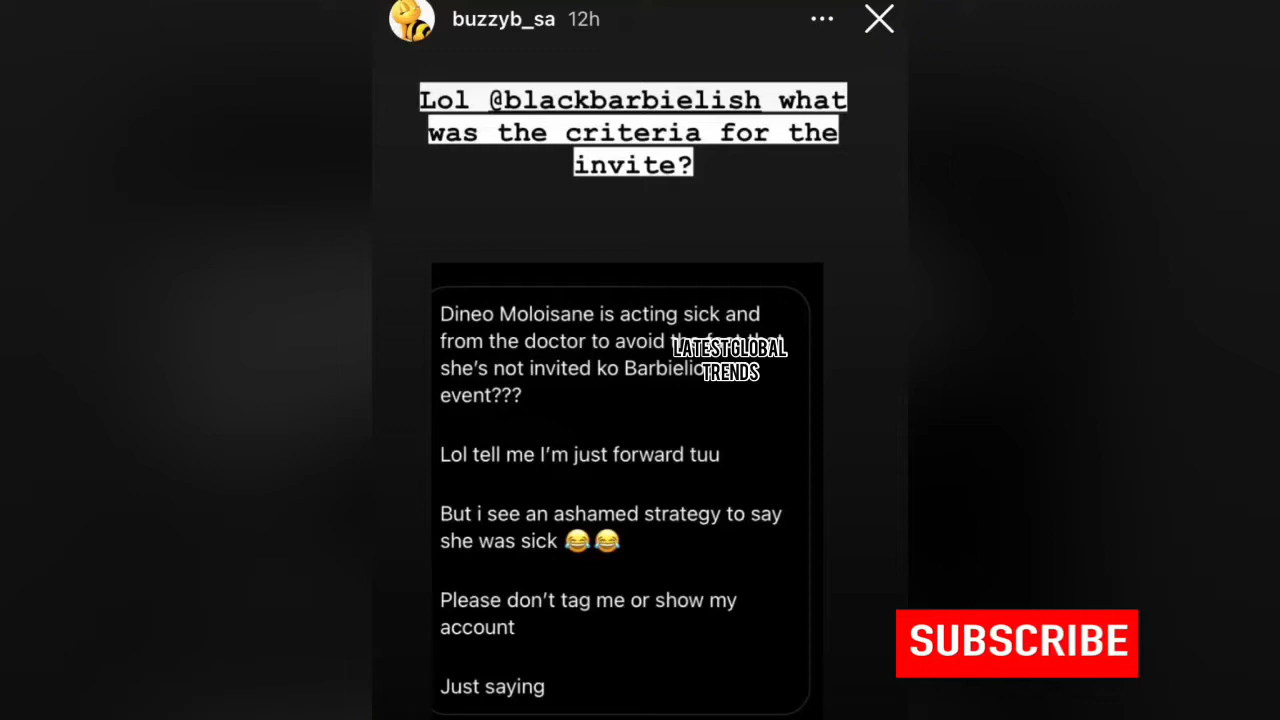 buzzyb_sa 12h
Lol @blackbarbielish what
was the criteria for the
invite?
Dineo Moloisane is acting sick and
from the doctor to avoid
she's not invited ko Barbielio
event???
LATEST GLOBAL
TRENDS
Lol tell me I'm just forward tuu
But i see an ashamed strategy to say
she was sick 😂😂
Please don't tag me or show my
account
Just saying
SUBSCRIBE